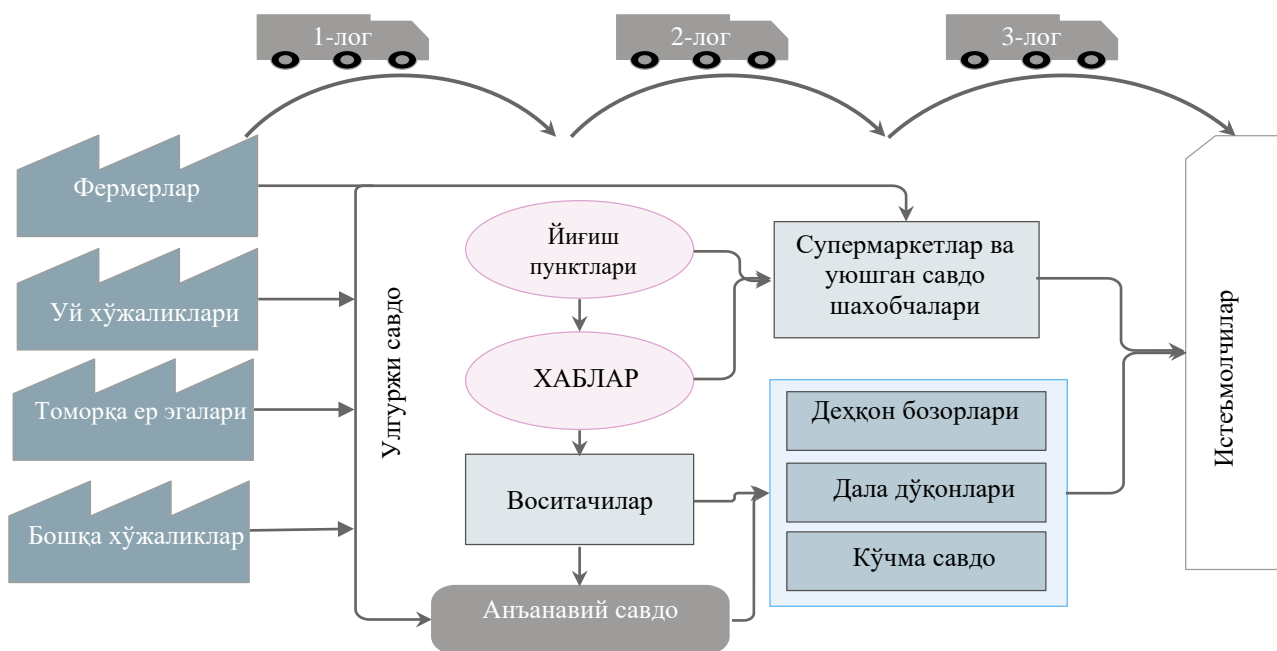 1-лог
2-лог
3-лог
Фермерлар
Уй хўжаликлари
Томорқа ер эгалари
Бошқа хўжаликлар
Улгуржи савдо
Йиғиш
пунктлари
ХАБЛАР
Воситачилар
Анъанавий савдо
Супермаркетлар ва
уюшган савдо
шахобчалари
Деҳқон бозорлари
Дала дўқонлари
Кўчма савдо
Истеъмолчилар